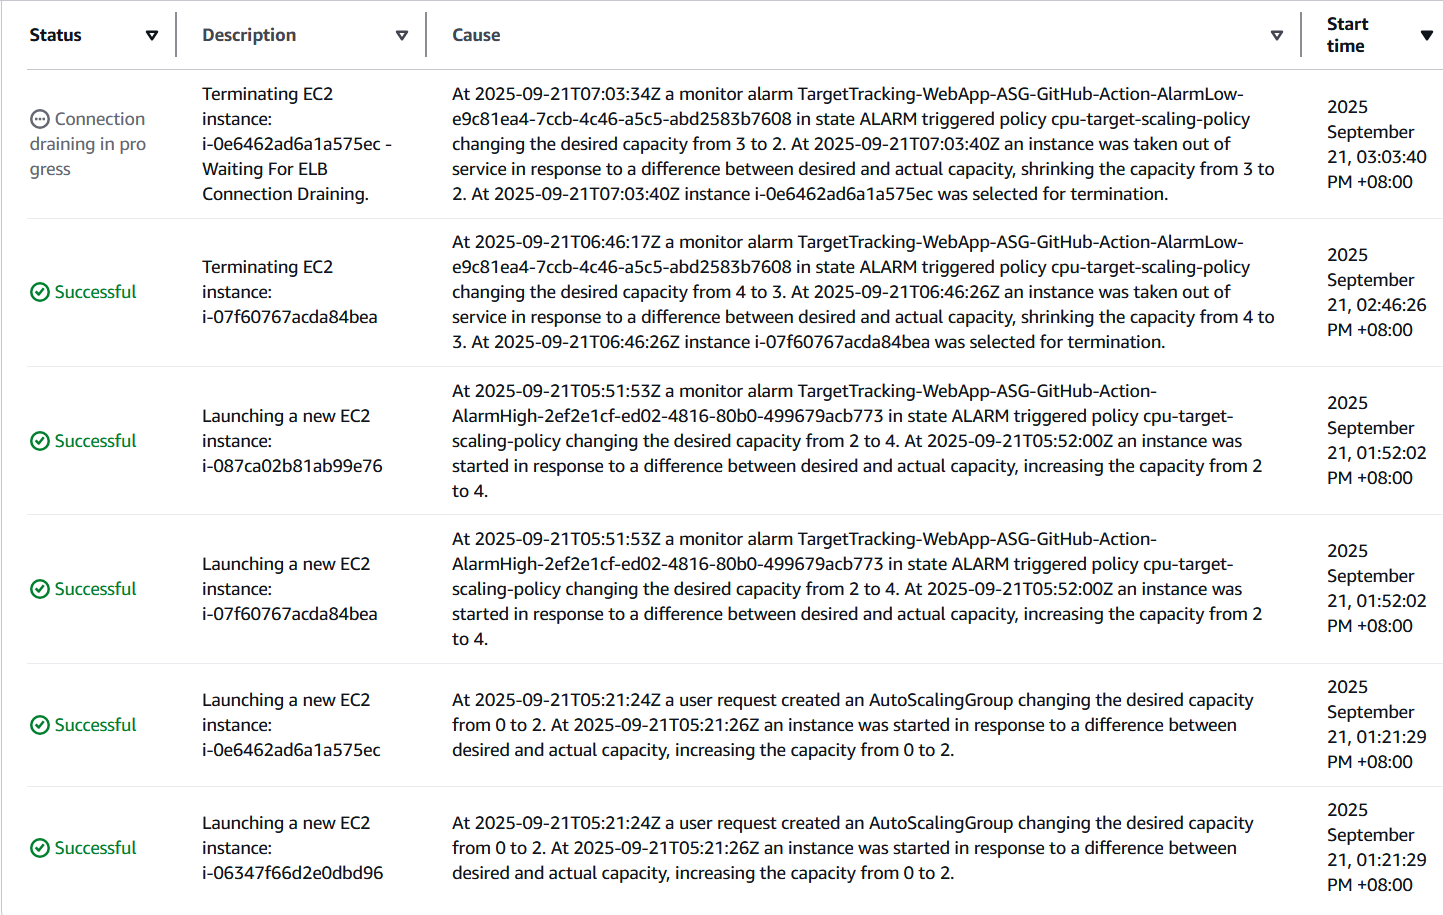 Status
Description
Cause
Start
time
Connection
draining in pro
gress
Terminating EC2
instance:
i-0e6462ad6a1a575ec -
Waiting For ELB
Connection Draining.
At 2025-09-21T07:03:34Z a monitor alarm TargetTracking-WebApp-ASG-GitHub-Action-AlarmLow-
e9c81ea4-7ccb-4c46-a5c5-abd2583b7608 in state ALARM triggered policy cpu-target-scaling-policy
changing the desired capacity from 3 to 2. At 2025-09-21T07:03:40Z an instance was taken out of
service in response to a difference between desired and actual capacity, shrinking the capacity from 3 to
2. At 2025-09-21T07:03:40Z instance i-0e6462ad6a1a575ec was selected for termination.
2025
September
21, 03:03:40
PM +08:00
Successful
Terminating EC2
instance:
i-07f60767acda84bea
At 2025-09-21T06:46:17Z a monitor alarm TargetTracking-WebApp-ASG-GitHub-Action-AlarmLow-
e9c81ea4-7ccb-4c46-a5c5-abd2583b7608 in state ALARM triggered policy cpu-target-scaling-policy
changing the desired capacity from 4 to 3. At 2025-09-21T06:46:26Z an instance was taken out of
service in response to a difference between desired and actual capacity, shrinking the capacity from 4 to
3. At 2025-09-21T06:46:26Z instance i-07f60767acda84bea was selected for termination.
2025
September
21, 02:46:26
PM +08:00
Successful
Launching a new EC2
instance:
i-087ca02b81ab99e76
At 2025-09-21T05:51:53Z a monitor alarm TargetTracking-WebApp-ASG-GitHub-Action-
AlarmHigh-2ef2e1cf-ed02-4816-80b0-499679acb773 in state ALARM triggered policy cpu-target-
scaling-policy changing the desired capacity from 2 to 4. At 2025-09-21T05:52:00Z an instance was
started in response to a difference between desired and actual capacity, increasing the capacity from 2
to 4.
2025
September
21, 01:52:02
PM +08:00
Successful
Launching a new EC2
instance:
i-07f60767acda84bea
At 2025-09-21T05:51:53Z a monitor alarm TargetTracking-WebApp-ASG-GitHub-Action-
AlarmHigh-2ef2e1cf-ed02-4816-80b0-499679acb773 in state ALARM triggered policy cpu-target-
scaling-policy changing the desired capacity from 2 to 4. At 2025-09-21T05:52:00Z an instance was
started in response to a difference between desired and actual capacity, increasing the capacity from 2
to 4.
2025
September
21, 01:52:02
PM +08:00
Successful
Launching a new EC2
instance:
i-0e6462ad6a1a575ec
At 2025-09-21T05:21:24Z a user request created an AutoScalingGroup changing the desired capacity
from 0 to 2. At 2025-09-21T05:21:26Z an instance was started in response to a difference between
desired and actual capacity, increasing the capacity from 0 to 2.
2025
September
21, 01:21:29
PM +08:00
Successful
Launching a new EC2
instance:
i-06347f66d2e0dbd96
At 2025-09-21T05:21:24Z a user request created an AutoScalingGroup changing the desired capacity
from 0 to 2. At 2025-09-21T05:21:26Z an instance was started in response to a difference between
desired and actual capacity, increasing the capacity from 0 to 2.
2025
September
21, 01:21:29
PM +08:00